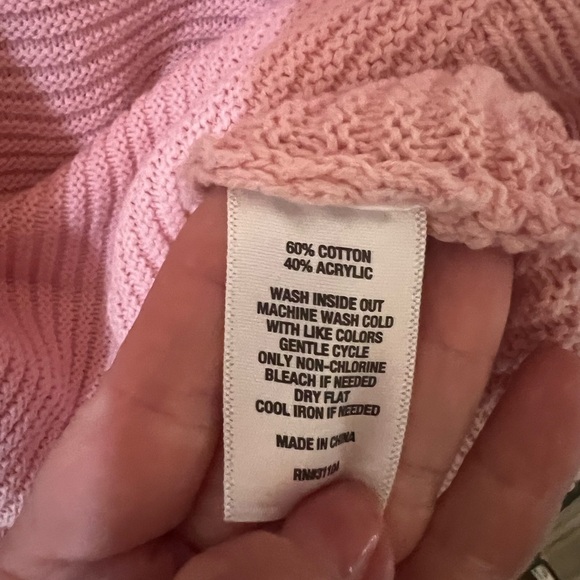 60% COTTON
40% ACRYLIC
WASH INSIDE OUT
MACHINE WASH COLD
WITH LIKE COLORS
GENTLE CYCLE
ONLY NON-CHLORINE
BLEACH IF NEEDED
DRY FLAT
COOL IRON IF NEEDED
MADE IN CHINA